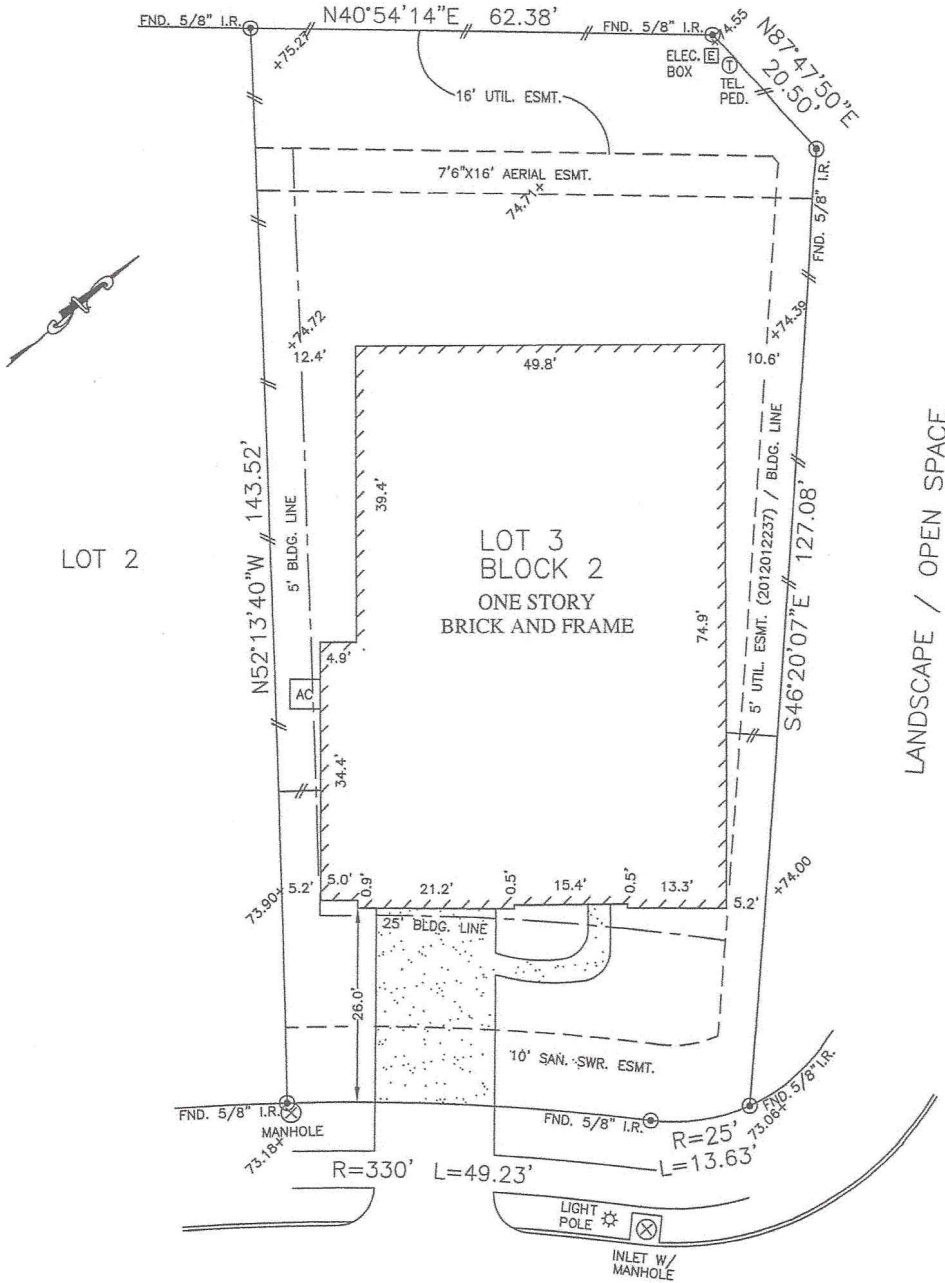 FND. 5/8" I.R.
N40°54'14"E 62.38'
FND. 5/8" I.R.
+74.55
N87°47'50"E
20.50'
+75.27
ELEC.
BOX
E
T
TEL.
PED.
16' UTIL. ESMT.
7'6"X16' AERIAL ESMT.
74.71+
FND. 5/8" I.R.
+74.72
12.4'
49.8'
+74.39
10.6'
39.4'
N52°13'40"W 143.52'
5' BLDG. LINE
LOT 2
LOT 3
BLOCK 2
ONE STORY
BRICK AND FRAME
74.9'
5' UTIL. ESMT. (2012012237) / BLDG. LINE
S46°20'07"E 127.08'
LANDSCAPE / OPEN SPACE
4.9'
AC
34.4'
73.90+
5.2'
5.0'
0.9'
21.2'
0.5'
15.4'
0.5'
13.3'
5.2'
+74.00
25' BLDG. LINE
26.0'
10' SAN. SWR. ESMT.
FND. 5/8" I.R.
MANHOLE
73.18+
FND. 5/8" I.R.
FND. 5/8" I.R.
73.06+
R=25'
L=13.63'
R=330' L=49.23'
LIGHT
POLE
INLET W/
MANHOLE